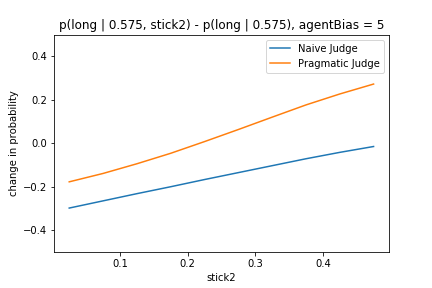 p(long | 0.575, stick2) - p(long | 0.575), agentBias = 5
Naive Judge
Pragmatic Judge
change in probability
0.4
0.2
0.0
−0.2
−0.4
0.1
0.2
0.3
0.4
stick2